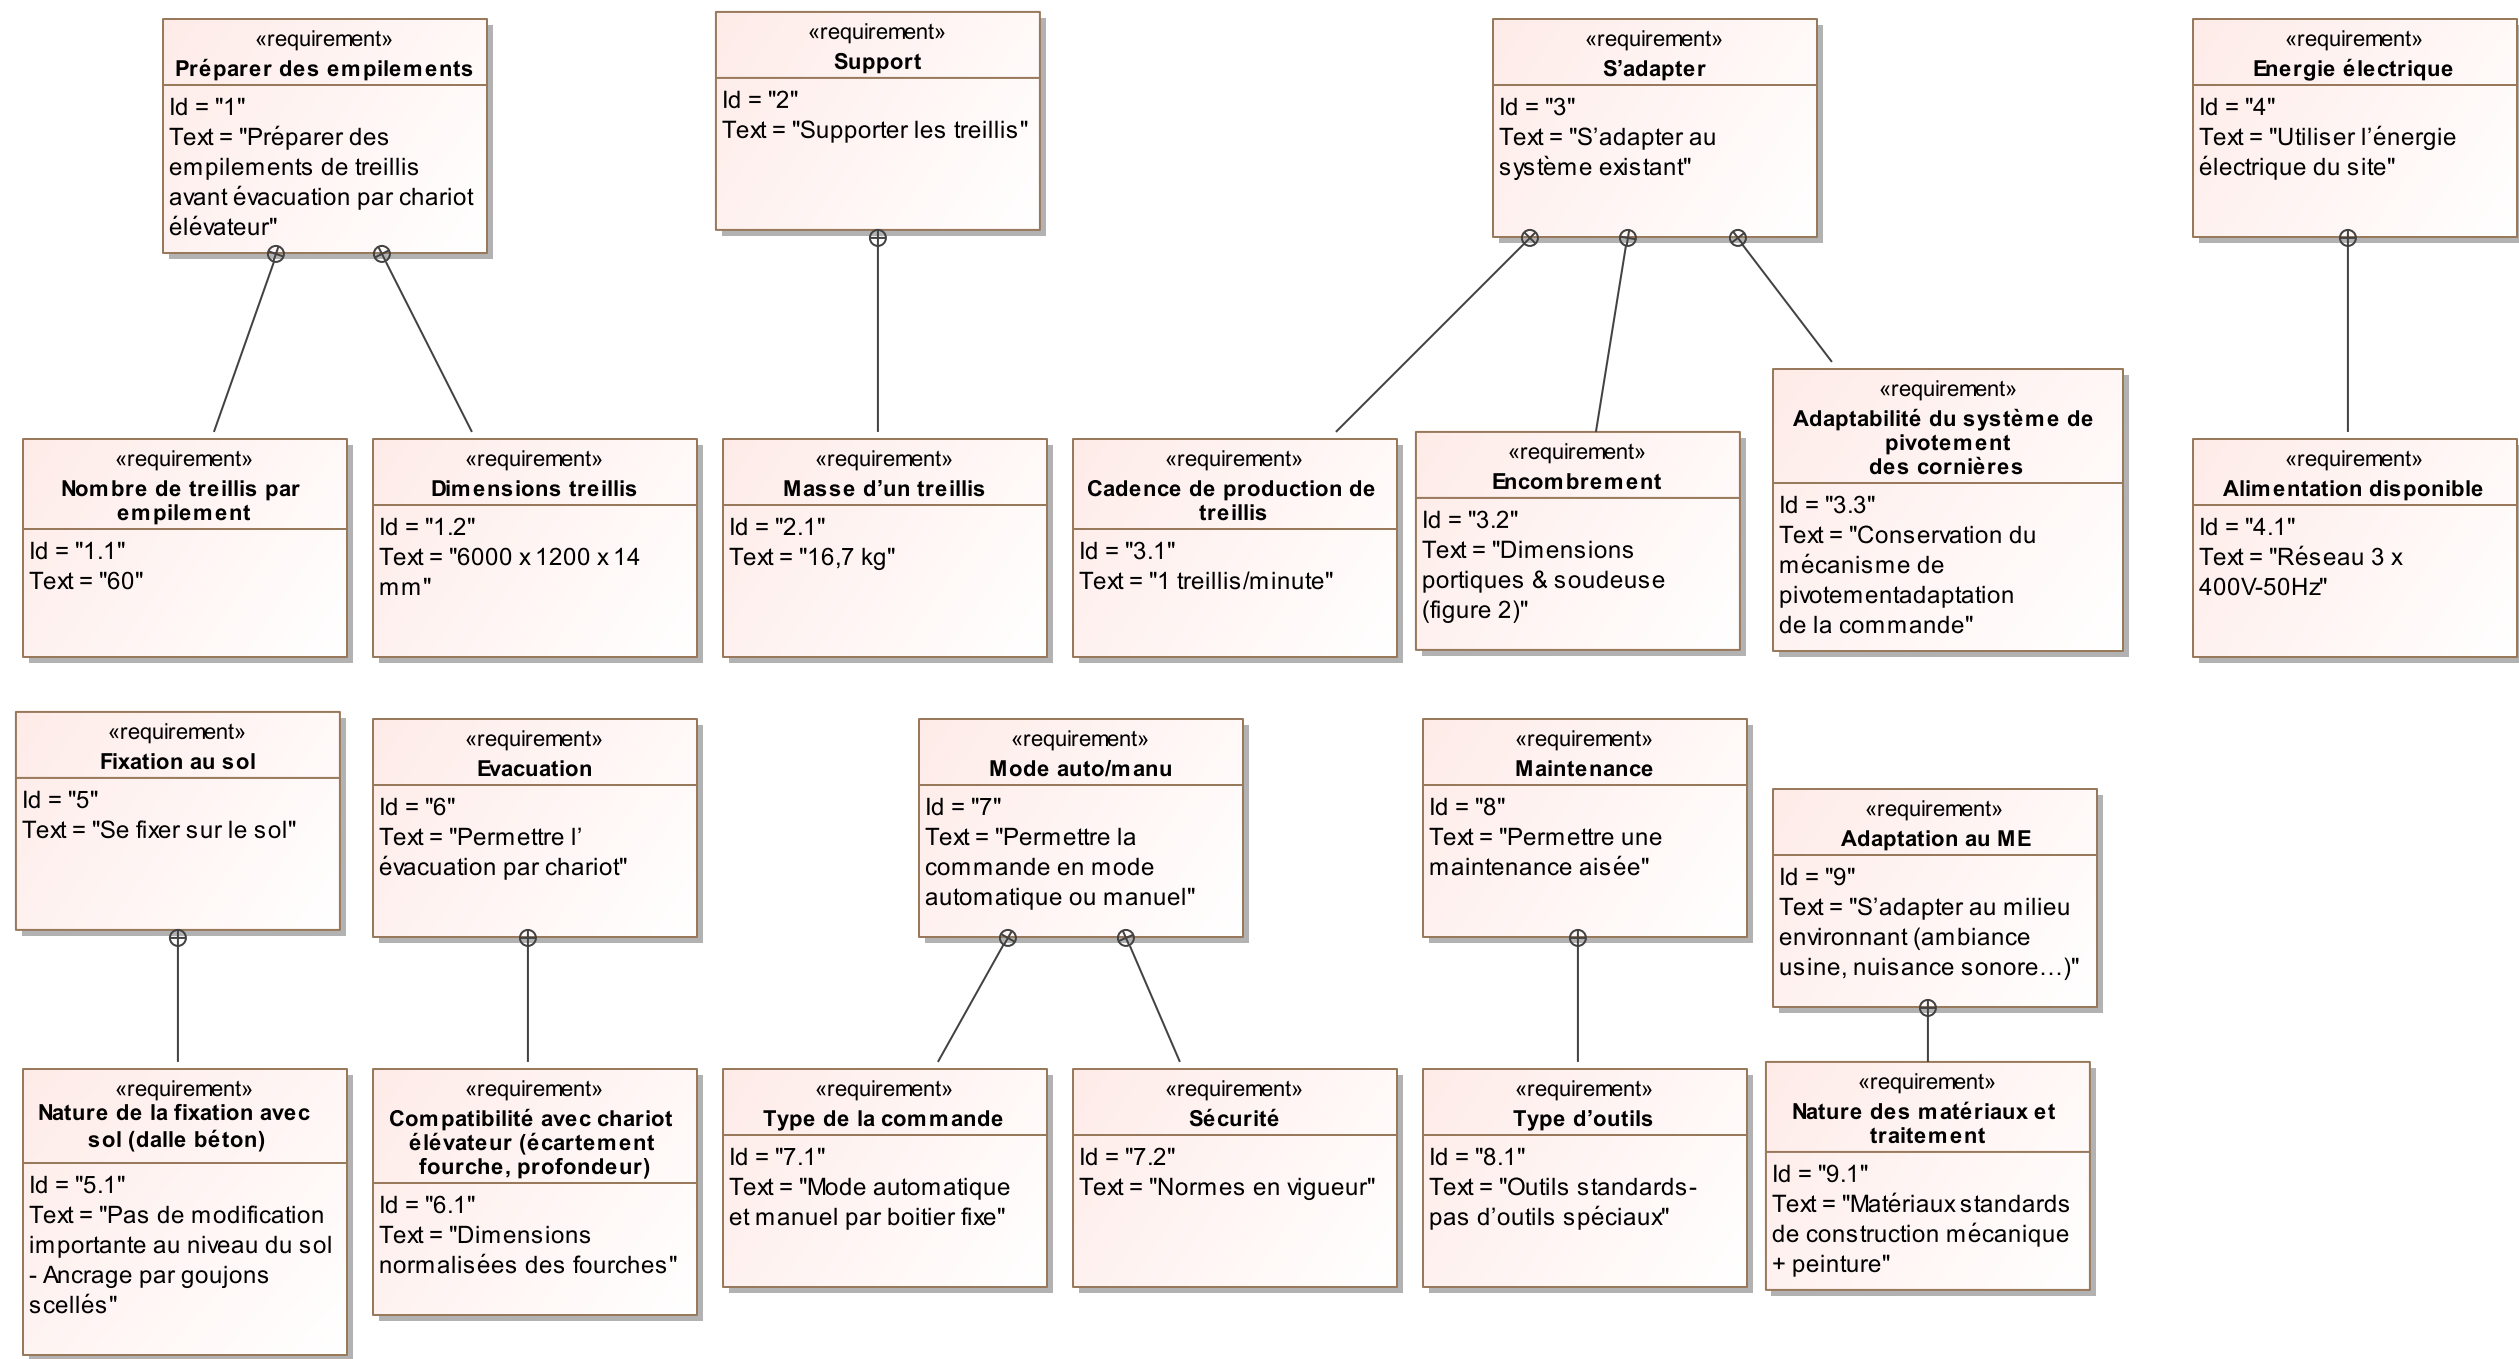 «requirement»
Préparer des empilements
Id = "1"
Text = "Préparer des
empilements de treillis
avant évacuation par chariot
élévateur"
«requirement»
Support
Id = "2"
Text = "Supporter les treillis"
«requirement»
S’adapter
Id = "3"
Text = "S’adapter au
système existant"
«requirement»
Energie électrique
Id = "4"
Text = "Utiliser l’énergie
électrique du site"
«requirement»
Nombre de treillis par
empilement
Id = "1.1"
Text = "60"
«requirement»
Dimensions treillis
Id = "1.2"
Text = "6000 x 1200 x 14
mm"
«requirement»
Masse d’un treillis
Id = "2.1"
Text = "16,7 kg"
«requirement»
Cadence de production de
treillis
Id = "3.1"
Text = "1 treillis/minute"
«requirement»
Encombrement
Id = "3.2"
Text = "Dimensions
portiques & soudeuse
(figure 2)"
«requirement»
Adaptabilité du système de
pivotement
des cornières
Id = "3.3"
Text = "Conservation du
mécanisme de
pivotementadaptation
de la commande"
«requirement»
Alimentation disponible
Id = "4.1"
Text = "Réseau 3 x
400V-50Hz"
«requirement»
Fixation au sol
Id = "5"
Text = "Se fixer sur le sol"
«requirement»
Evacuation
Id = "6"
Text = "Permettre l’
évacuation par chariot"
«requirement»
Mode auto/manu
Id = "7"
Text = "Permettre la
commande en mode
automatique ou manuel"
«requirement»
Maintenance
Id = "8"
Text = "Permettre une
maintenance aisée"
«requirement»
Adaptation au ME
Id = "9"
Text = "S’adapter au milieu
environnant (ambiance
usine, nuisance sonore…)"
«requirement»
Nature de la fixation avec
sol (dalle béton)
Id = "5.1"
Text = "Pas de modification
importante au niveau du sol
- Ancrage par goujons
scellés"
«requirement»
Compatibilité avec chariot
élévateur (écartement
fourche, profondeur)
Id = "6.1"
Text = "Dimensions
normalisées des fourches"
«requirement»
Type de la commande
Id = "7.1"
Text = "Mode automatique
et manuel par boitier fixe"
«requirement»
Sécurité
Id = "7.2"
Text = "Normes en vigueur"
«requirement»
Type d’outils
Id = "8.1"
Text = "Outils standards-
pas d’outils spéciaux"
«requirement»
Nature des matériaux et
traitement
Id = "9.1"
Text = "Matériaux standards
de construction mécanique
+ peinture"